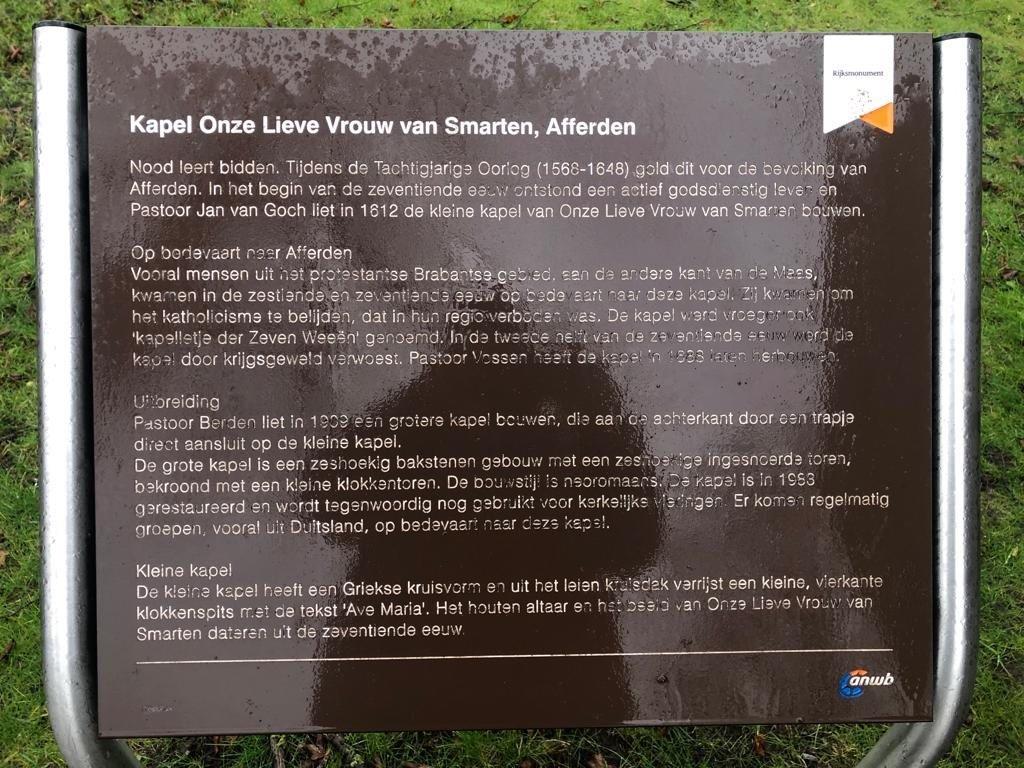 Rijksmonument
Kapel Onze Lieve Vrouw van Smarten, Afferden
Nood leert bidden. Tijdens de Tachtigjarige Oorlog (1568-1648) gold dit voor de bevolking van
Afferden. In het begin van de zeventiende eeuw ontstond een actief godsdienstig leven en
Pastoor Jan van Goch liet in 1612 de kleine kapel van Onze Lieve Vrouw van Smarten bouwen.
Op bedevaart naar Afferden
Vooral mensen uit het protestantse Brabantse gebied, aan de andere kant van de Maas,
kwamen in de zestiende en zeventiende eeuw op bedevaart naar deze kapel. Zij kwamen om
het katholicisme te belijden, dat in hun regio verboden was. De kapel werd vroeger ook
'kapelletje der Zeven Weeën' genoemd. In de tweede helft van de zeventiende eeuw werd de
kapel door krijgsgeweld verwoest. Pastoor Vossen heeft de kapel in laten herbouwen.
Uitbreiding
Pastoor Berden liet in een grotere kapel bouwen, die aan de achterkant door een trapje
direct aansluit op de kleine kapel.
De grote kapel is een zeshoekig bakstenen gebouw met een zeshoekige ingesnoerde toren,
bekroond met een kleine klokkentoren. De bouwstijl is neoromaans. De kapel is in
gerestaureerd en wordt tegenwoordig nog gebruikt voor kerkelijke vieringen. Er komen regelmatig
groepen, vooral uit Duitsland, op bedevaart naar deze kapel.
Kleine kapel
De kleine kapel heeft een Griekse kruisvorm en uit het leien kruisdak verrijst een kleine, vierkante
klokkenspits met de tekst 'Ave Maria'. Het houten altaar en het beeld van Onze Lieve Vrouw van
Smarten dateren uit de zeventiende eeuw.
anwb